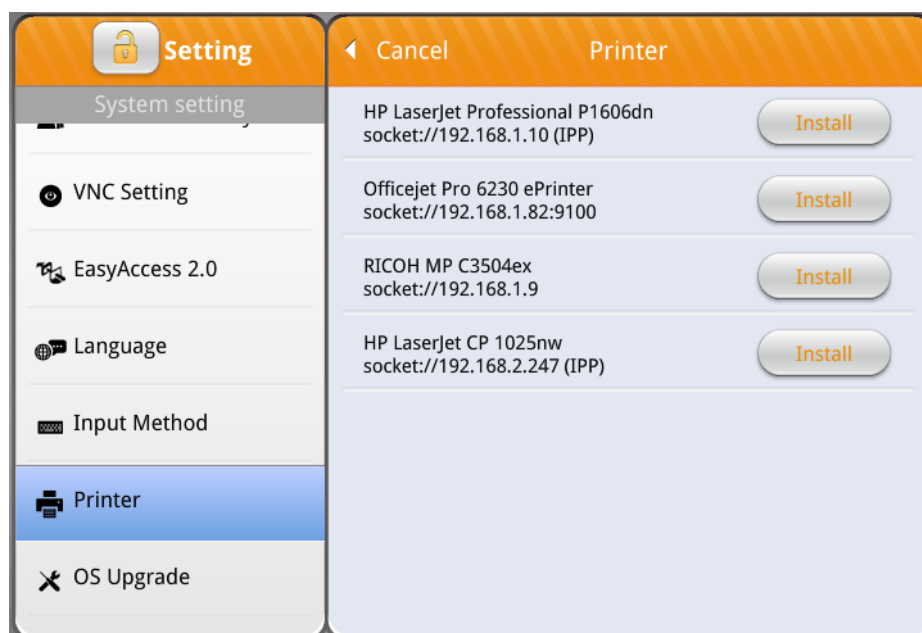 Setting
System setting
VNC Setting
EasyAccess 2.0
Language
Input Method
Printer
OS Upgrade
Cancel
Printer
HP LaserJet Professional P1606dn
socket://192.168.1.10 (IPP)
Install
Officejet Pro 6230 ePrinter
socket://192.168.1.82:9100
Install
RICOH MP C3504ex
socket://192.168.1.9
Install
HP LaserJet CP 1025nw
socket://192.168.2.247 (IPP)
Install